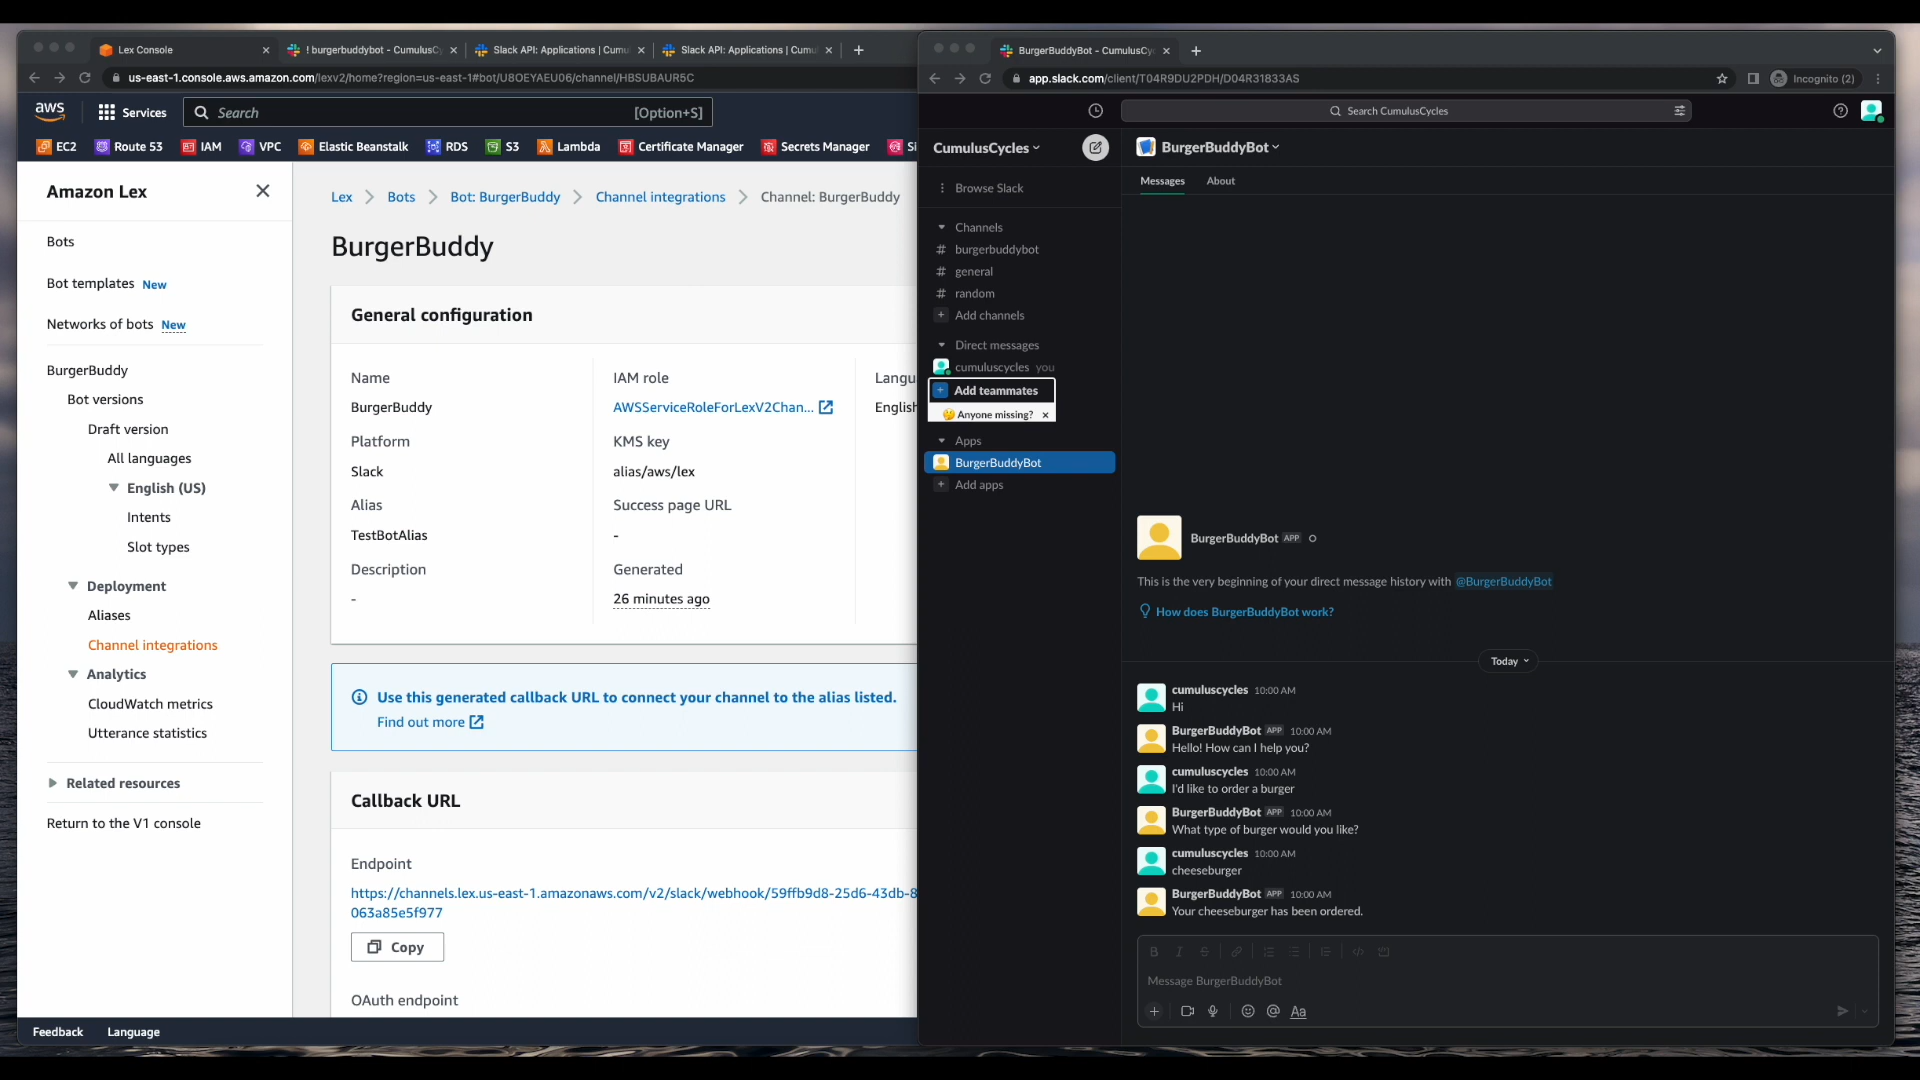 Lex Console
! burgerbuddybot - CumulusCy
Slack API: Applications | Cumu
Slack API: Applications | Cumu
us-east-1.console.aws.amazon.com/lexv2/home?region=us-east-1#bot/U8OEYAEU06/channel/HBSUBAUR5C
aws
Services
Search
[Option+S]
EC2
Route 53
IAM
VPC
Elastic Beanstalk
RDS
S3
Lambda
Certificate Manager
Secrets Manager
Si
Amazon Lex
Bots
Bot templates New
Networks of bots New
BurgerBuddy
Bot versions
Draft version
All languages
English (US)
Intents
Slot types
Deployment
Aliases
Channel integrations
Analytics
CloudWatch metrics
Utterance statistics
Related resources
Return to the V1 console
Lex
Bots
Bot: BurgerBuddy
Channel integrations
Channel: BurgerBuddy
BurgerBuddy
General configuration
Name
BurgerBuddy
Platform
Slack
Alias
TestBotAlias
Description
-
IAM role
AWSServiceRoleForLexV2Chan...
KMS key
alias/aws/lex
Success page URL
-
Generated
26 minutes ago
Langu
English
Use this generated callback URL to connect your channel to the alias listed.
Find out more
Callback URL
Endpoint
https://channels.lex.us-east-1.amazonaws.com/v2/slack/webhook/59ffb9d8-25d6-43db-8
063a85e5f977
Copy
OAuth endpoint
Feedback
Language
BurgerBuddyBot - CumulusCy
app.slack.com/client/T04R9DU2PDH/D04R31833AS
Incognito (2)
Search CumulusCycles
CumulusCycles
Browse Slack
Channels
# burgerbuddybot
# general
# random
+ Add channels
Direct messages
cumuluscycles you
+ Add teammates
🤔 Anyone missing? ×
Apps
BurgerBuddyBot
+ Add apps
BurgerBuddyBot
Messages
About
BurgerBuddyBot APP
This is the very beginning of your direct message history with @BurgerBuddyBot
How does BurgerBuddyBot work?
Today
cumuluscycles 10:00 AM
Hi
BurgerBuddyBot APP 10:00 AM
Hello! How can I help you?
cumuluscycles 10:00 AM
I'd like to order a burger
BurgerBuddyBot APP 10:00 AM
What type of burger would you like?
cumuluscycles 10:00 AM
cheeseburger
BurgerBuddyBot APP 10:00 AM
Your cheeseburger has been ordered.
B I S
Message BurgerBuddyBot
Aa